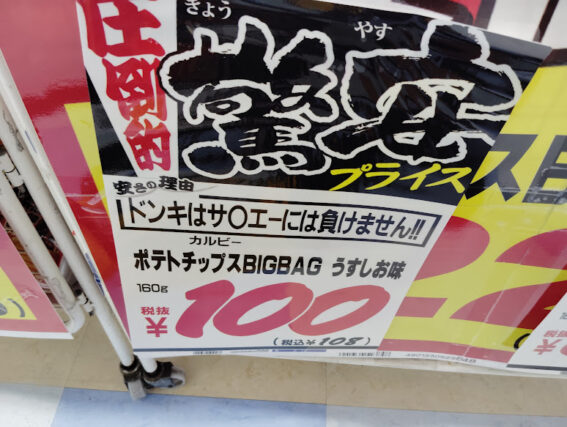 圧倒的
きょう やす
驚安
プライス
安さの理由
ドンキはサ〇エーには負けません!!
カルビー
ポテトチップスBIGBAG うすしお味
160g
税抜
¥100
(税込¥108)